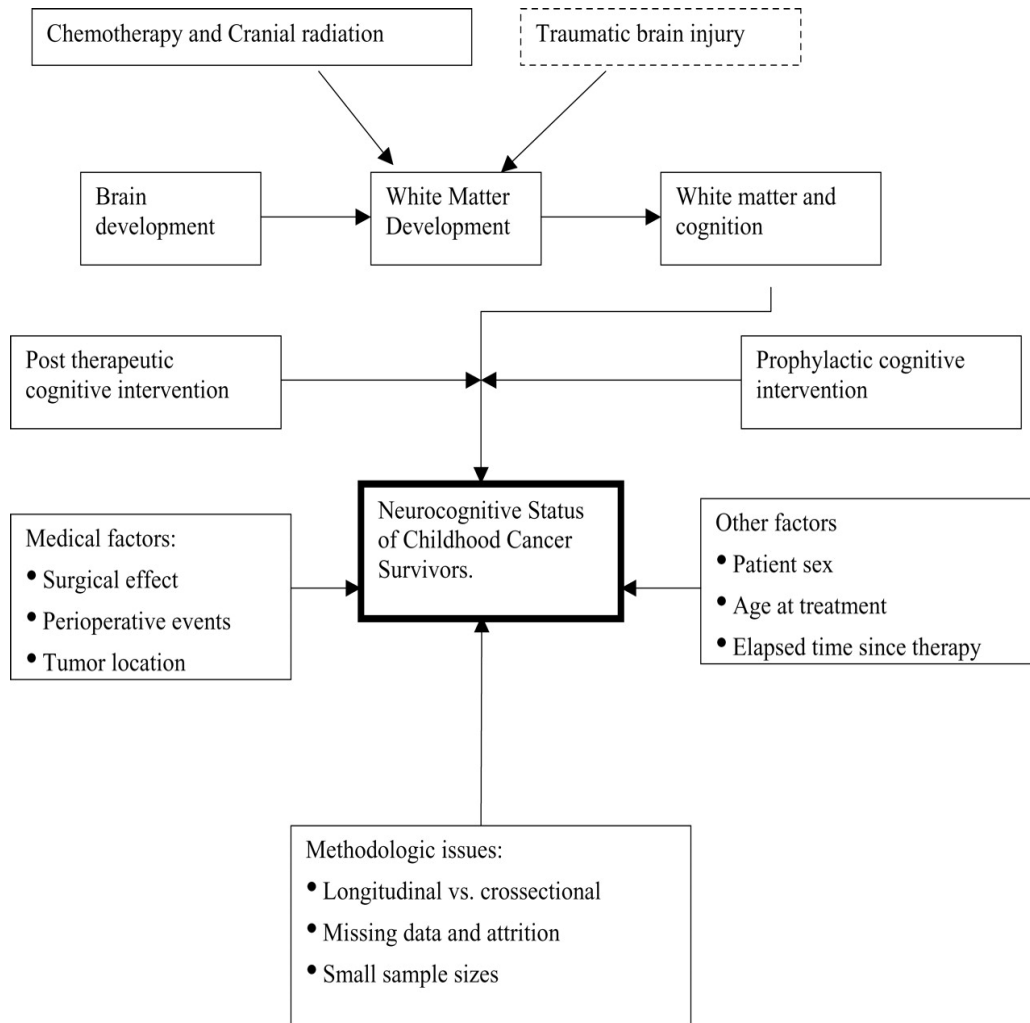 Chemotherapy and Cranial radiation
Traumatic brain injury
Brain
development
White Matter
Development
White matter and
cognition
Post therapeutic
cognitive intervention
Prophylactic cognitive
intervention
Neurocognitive Status
of Childhood Cancer
Survivors.
Medical factors:
• Surgical effect
• Perioperative events
• Tumor location
Other factors
• Patient sex
• Age at treatment
• Elapsed time since therapy
Methodologic issues:
• Longitudinal vs. crossectional
• Missing data and attrition
• Small sample sizes